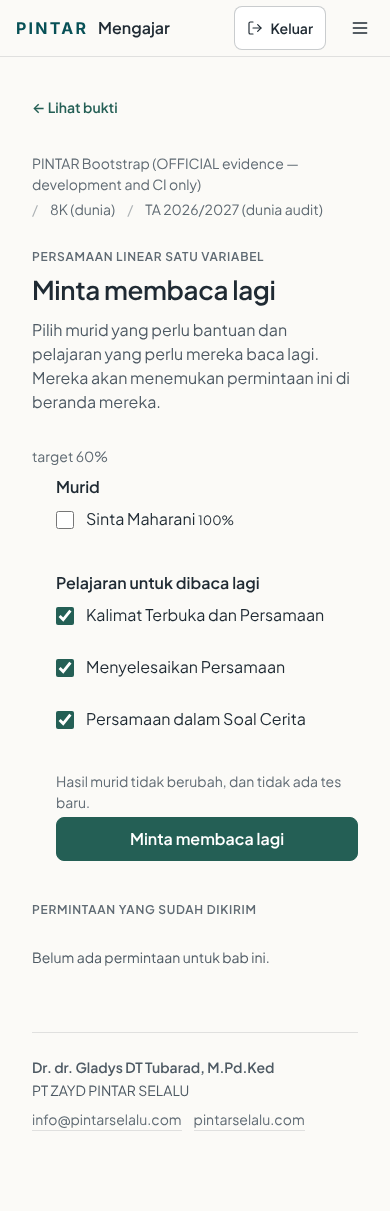 PINTAR Mengajar
Keluar
← Lihat bukti
PINTAR Bootstrap (OFFICIAL evidence —
development and CI only)
/ 8K (dunia) / TA 2026/2027 (dunia audit)
PERSAMAAN LINEAR SATU VARIABEL
Minta membaca lagi
Pilih murid yang perlu bantuan dan
pelajaran yang perlu mereka baca lagi.
Mereka akan menemukan permintaan ini di
beranda mereka.
target 60%
Murid
Sinta Maharani 100%
Pelajaran untuk dibaca lagi
Kalimat Terbuka dan Persamaan
Menyelesaikan Persamaan
Persamaan dalam Soal Cerita
Hasil murid tidak berubah, dan tidak ada tes
baru.
Minta membaca lagi
PERMINTAAN YANG SUDAH DIKIRIM
Belum ada permintaan untuk bab ini.
Dr. dr. Gladys DT Tubarad, M.Pd.Ked
PT ZAYD PINTAR SELALU
info@pintarselalu.com pintarselalu.com